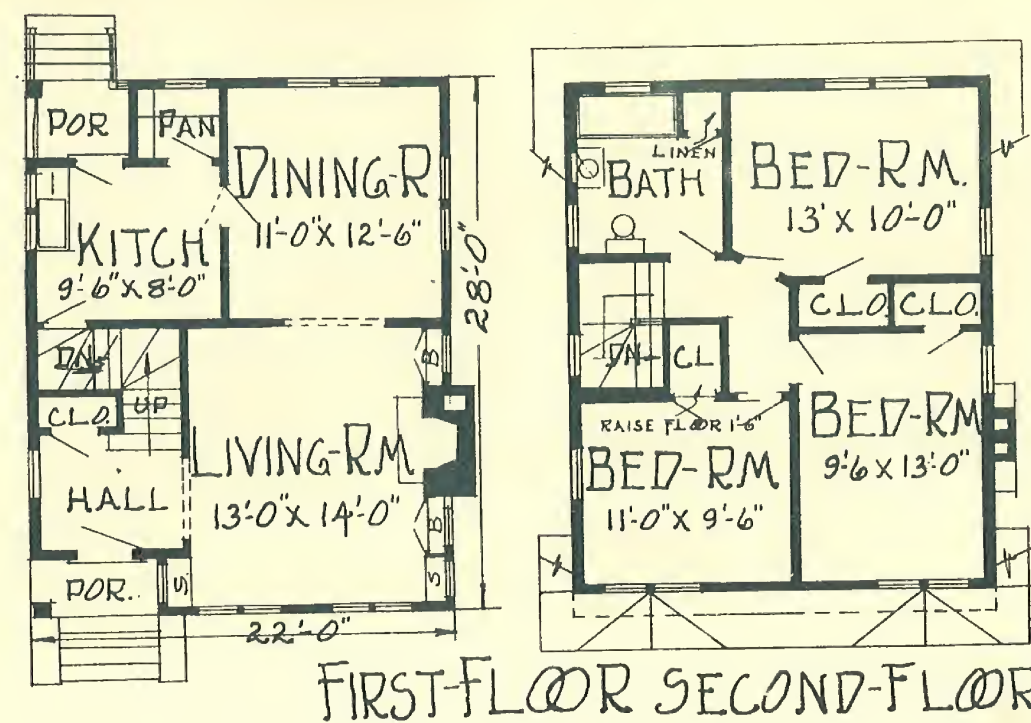 POR
PAN
DINING-R
11'-0" X 12'-6"
KITCH
9'-6" X 8'-0"
DN
UP
CLO.
HALL
LIVING-RM
13'-0" X 14'-0"
B
B
S
S
POR.
28'-0"
22'-0"
FIRST-FLOOR
LINEN
BATH
BED-RM.
13' X 10'-0"
CLO.
CLO.
DN
CL
RAISE FLOOR 1'-6"
BED-RM
11'-0" X 9'-6"
BED-RM
9'-6 X 13'-0"
SECOND-FLOOR